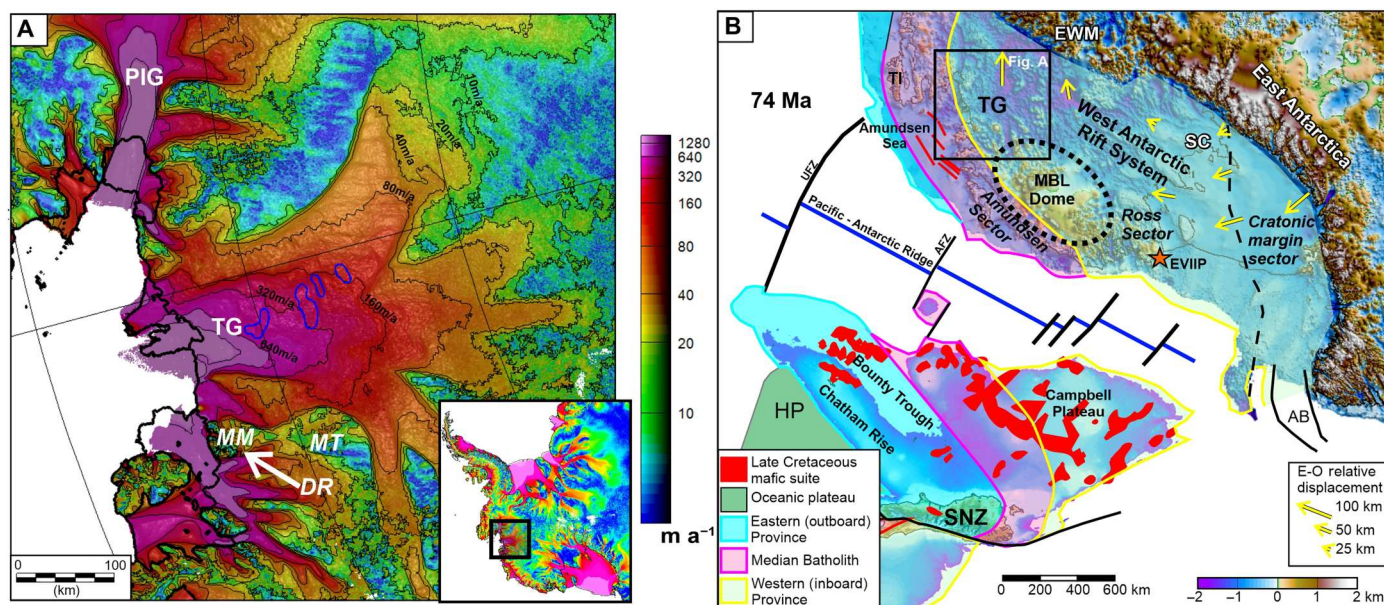 A
PIG
10m/a
20m/a
40m/a
80m/a
320m/a
160m/a
TG
640m/a
MM
MT
DR
0
100
(km)
1280
640
320
160
80
40
20
10
m a⁻¹
B
EWM
East Antarctica
74 Ma
TI
Fig. A
TG
West Antarctic
Rift System
SC
Amundsen
Sea
UFZ
MBL
Dome
Amundsen
Sector
Ross
Sector
Cratonic
margin
sector
Pacific - Antarctic Ridge
AFZ
EVIIP
Bounty Trough
Chatham Rise
Campbell
Plateau
HP
AB
SNZ
Late Cretaceous
mafic suite
Oceanic plateau
Eastern (outboard)
Province
Median Batholith
Western (inboard)
Province
E-O relative
displacement
100 km
50 km
25 km
0 200 400 600 km
−2 −1 0 1 2 km